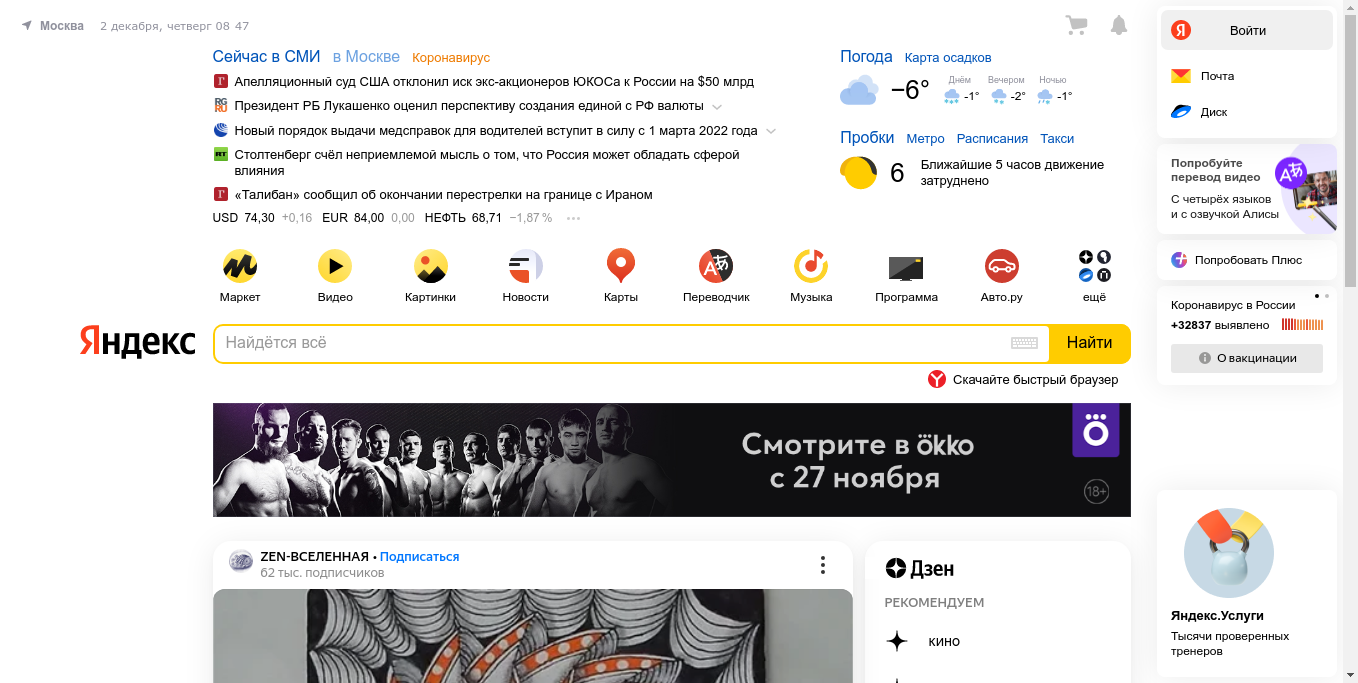 Москва 2 декабря, четверг 08 47
Сейчас в СМИ в Москве Коронавирус
Апелляционный суд США отклонил иск экс-акционеров ЮКОСа к России на $50 млрд
Президент РБ Лукашенко оценил перспективу создания единой с РФ валюты
Новый порядок выдачи медсправок для водителей вступит в силу с 1 марта 2022 года
Столтенберг счёл неприемлемой мысль о том, что Россия может обладать сферой
влияния
«Талибан» сообщил об окончании перестрелки на границе с Ираном
USD 74,30 +0,16 EUR 84,00 0,00 НЕФТЬ 68,71 −1,87 %
Погода Карта осадков
−6° Днём -1° Вечером -2° Ночью -1°
Пробки Метро Расписания Такси
6 Ближайшие 5 часов движение
затруднено
Войти
Почта
Диск
Попробуйте
перевод видео
С четырёх языков
и с озвучкой Алисы
Попробовать Плюс
Коронавирус в России
+32837 выявлено
О вакцинации
Маркет Видео Картинки Новости Карты Переводчик Музыка Программа Авто.ру ещё
Яндекс Найдётся всё Найти
Скачайте быстрый браузер
Смотрите в öкко
с 27 ноября
18+
ZEN-ВСЕЛЕННАЯ • Подписаться
62 тыс. подписчиков
Дзен
РЕКОМЕНДУЕМ
кино
Яндекс.Услуги
Тысячи проверенных
тренеров